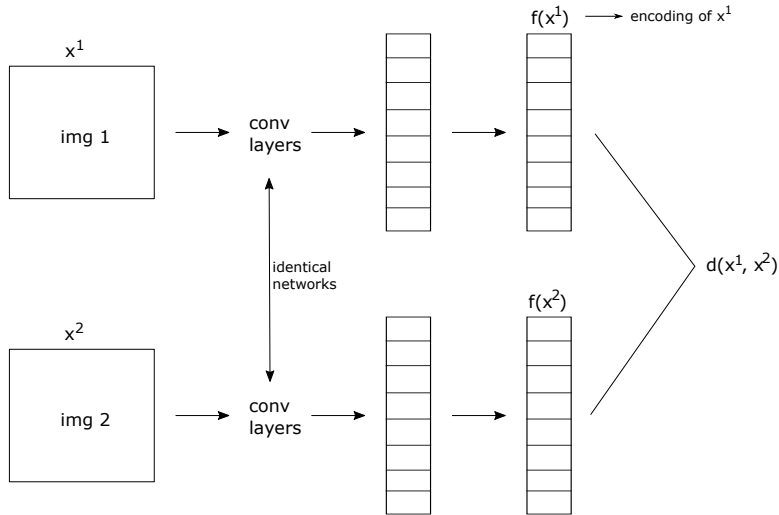 f(x¹) encoding of x¹
x¹
img 1
conv
layers
identical
networks
d(x¹, x²)
f(x²)
x²
img 2
conv
layers